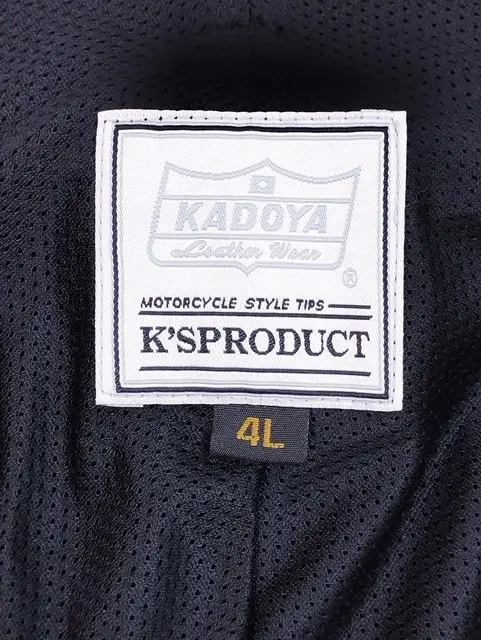 KADOYA
Leather Wear
®
MOTORCYCLE STYLE TIPS
K'SPRODUCT
4L